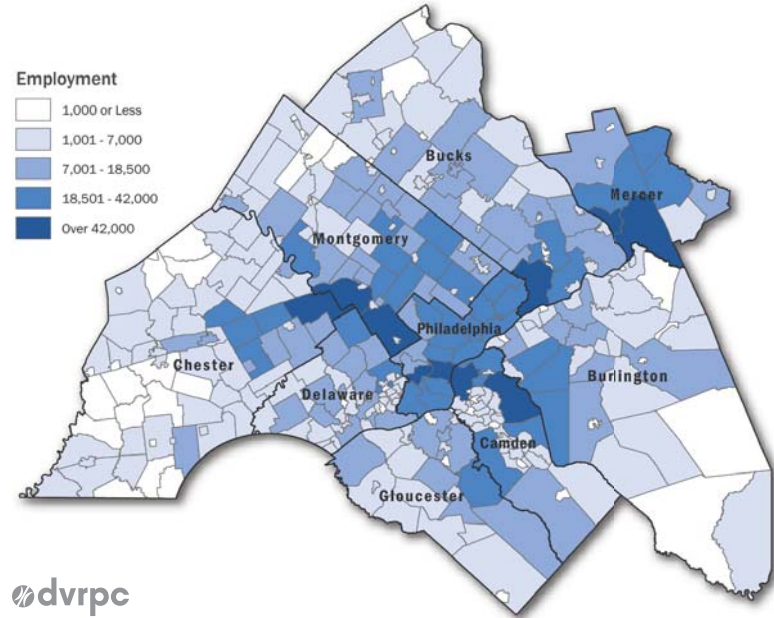 Employment
1,000 or Less
1,001 - 7,000
7,001 - 18,500
18,501 - 42,000
Over 42,000
Bucks
Mercer
Montgomery
Philadelphia
Chester
Delaware
Burlington
Camden
Gloucester
dvrpc